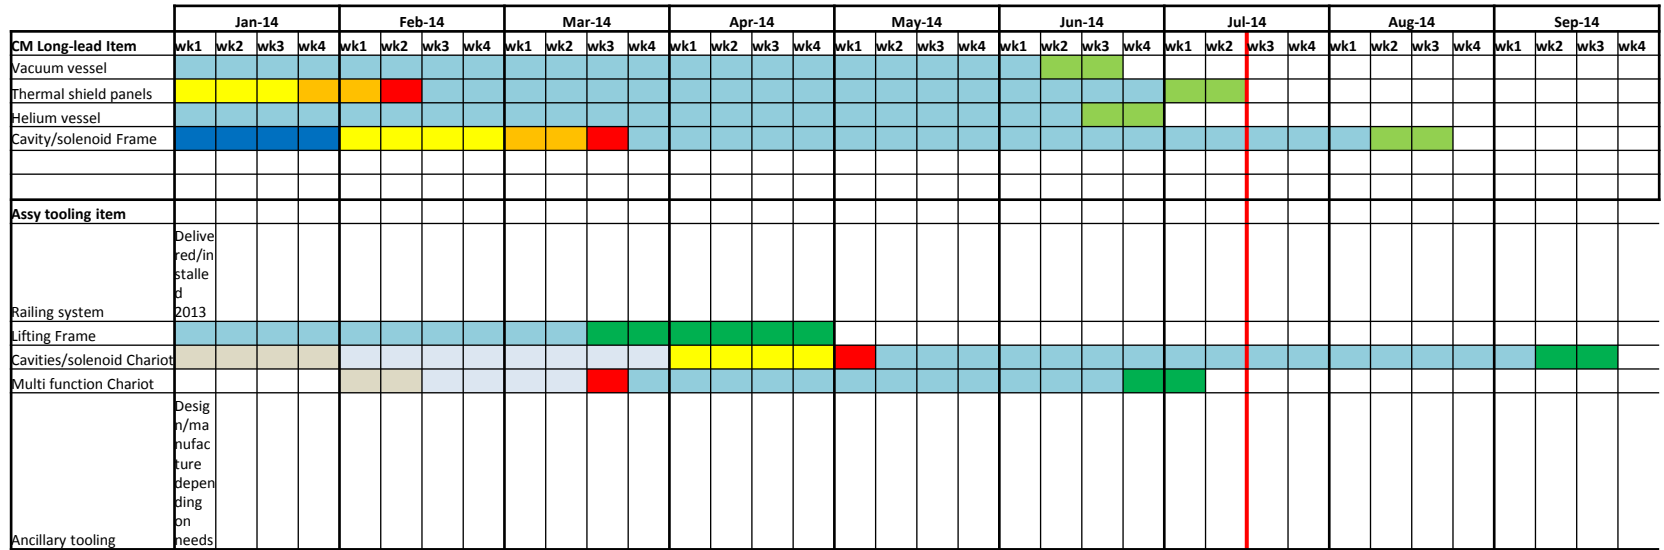 Jan-14 Feb-14 Mar-14 Apr-14 May-14 Jun-14 Jul-14 Aug-14 Sep-14
CM Long-lead Item wk1 wk2 wk3 wk4 wk1 wk2 wk3 wk4 wk1 wk2 wk3 wk4 wk1 wk2 wk3 wk4 wk1 wk2 wk3 wk4 wk1 wk2 wk3 wk4 wk1 wk2 wk3 wk4 wk1 wk2 wk3 wk4 wk1 wk2 wk3 wk4
Vacuum vessel
Thermal shield panels
Helium vessel
Cavity/solenoid Frame
Assy tooling item
Delive
red/in
stalle
d
Railing system 2013
Lifting Frame
Cavities/solenoid Chariot
Multi function Chariot
Desig
n/ma
nufac
ture
depen
ding
on
Ancillary tooling needs